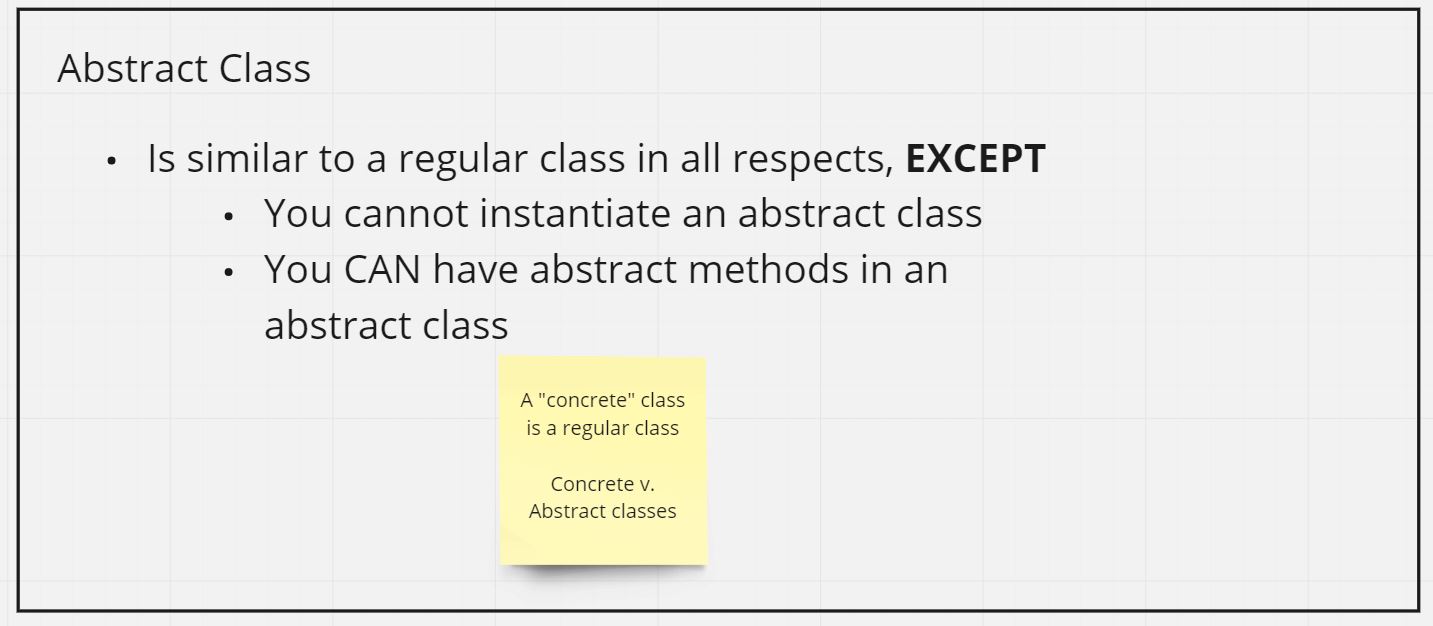 Abstract Class
• Is similar to a regular class in all respects, EXCEPT
• You cannot instantiate an abstract class
• You CAN have abstract methods in an
abstract class
A "concrete" class
is a regular class
Concrete v.
Abstract classes